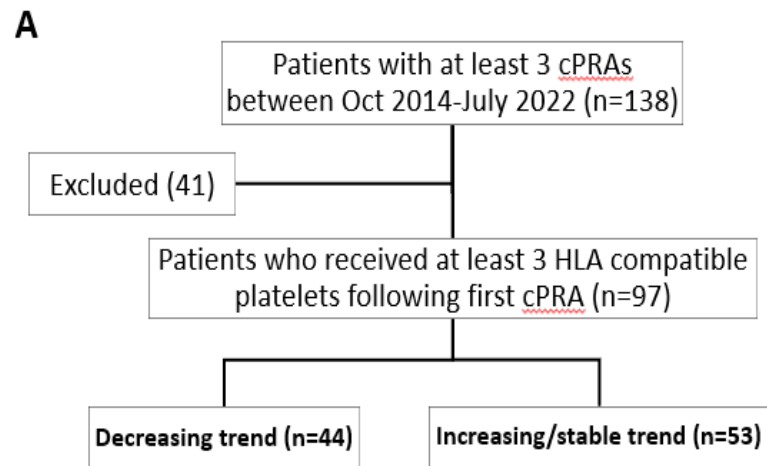 A
Patients with at least 3 cPRAs
between Oct 2014-July 2022 (n=138)
Excluded (41)
Patients who received at least 3 HLA compatible
platelets following first cPRA (n=97)
Decreasing trend (n=44)
Increasing/stable trend (n=53)